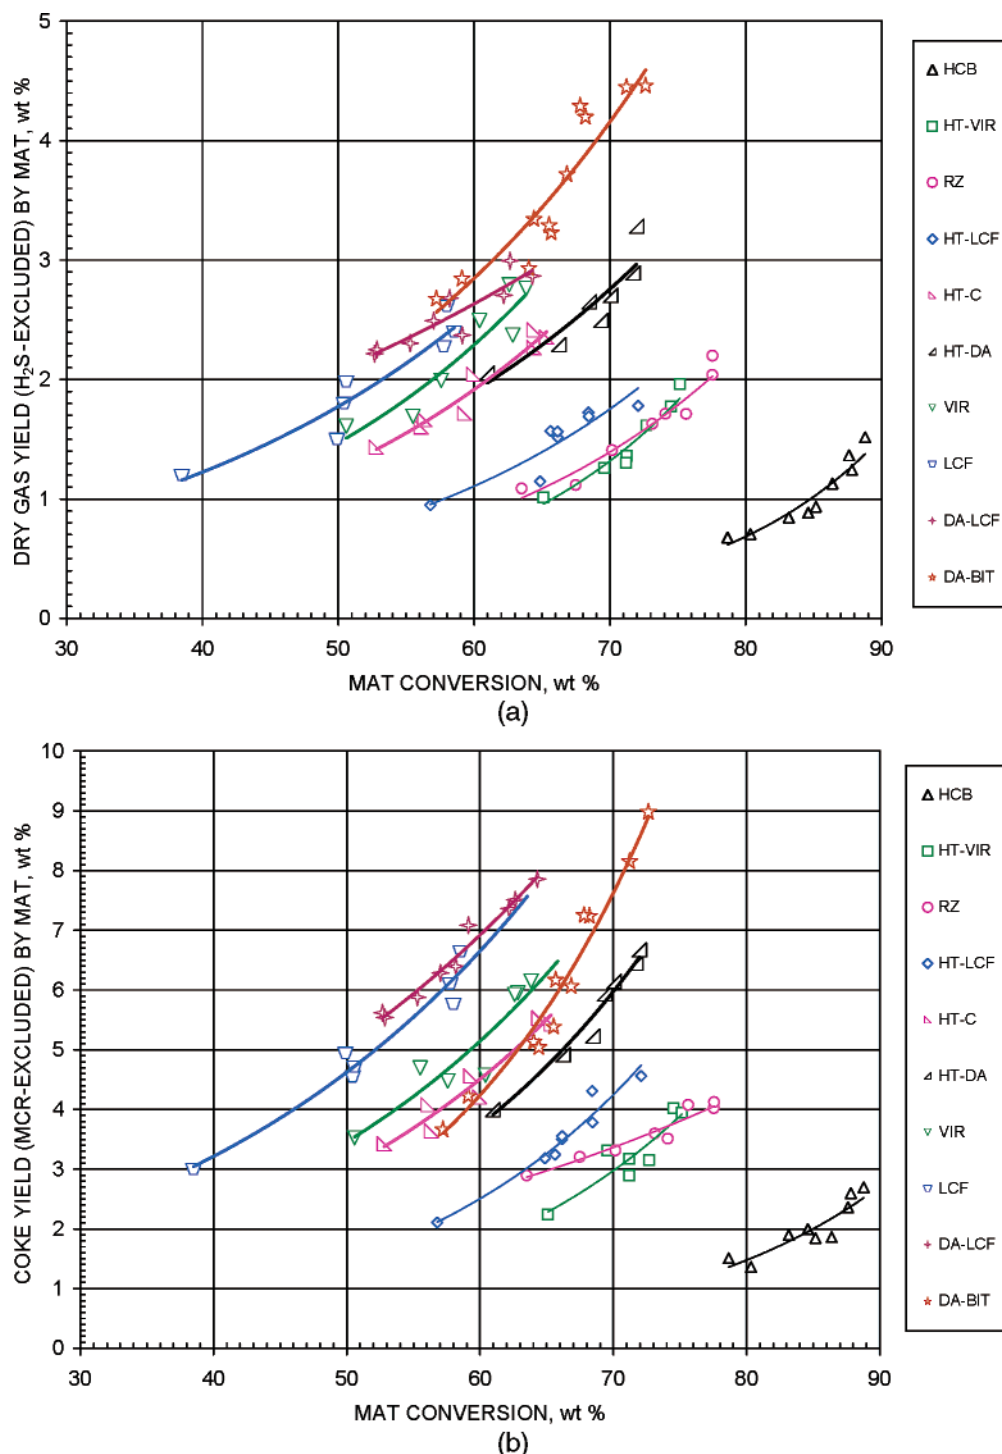 5
4
3
2
1
0
DRY GAS YIELD (H2S-EXCLUDED) BY MAT, wt %
30 40 50 60 70 80 90
MAT CONVERSION, wt %
(a)
HCB
HT-VIR
RZ
HT-LCF
HT-C
HT-DA
VIR
LCF
DA-LCF
DA-BIT
10
9
8
7
6
5
4
3
2
1
0
COKE YIELD (MCR-EXCLUDED) BY MAT, wt %
30 40 50 60 70 80 90
MAT CONVERSION, wt %
(b)
HCB
HT-VIR
RZ
HT-LCF
HT-C
HT-DA
VIR
LCF
DA-LCF
DA-BIT